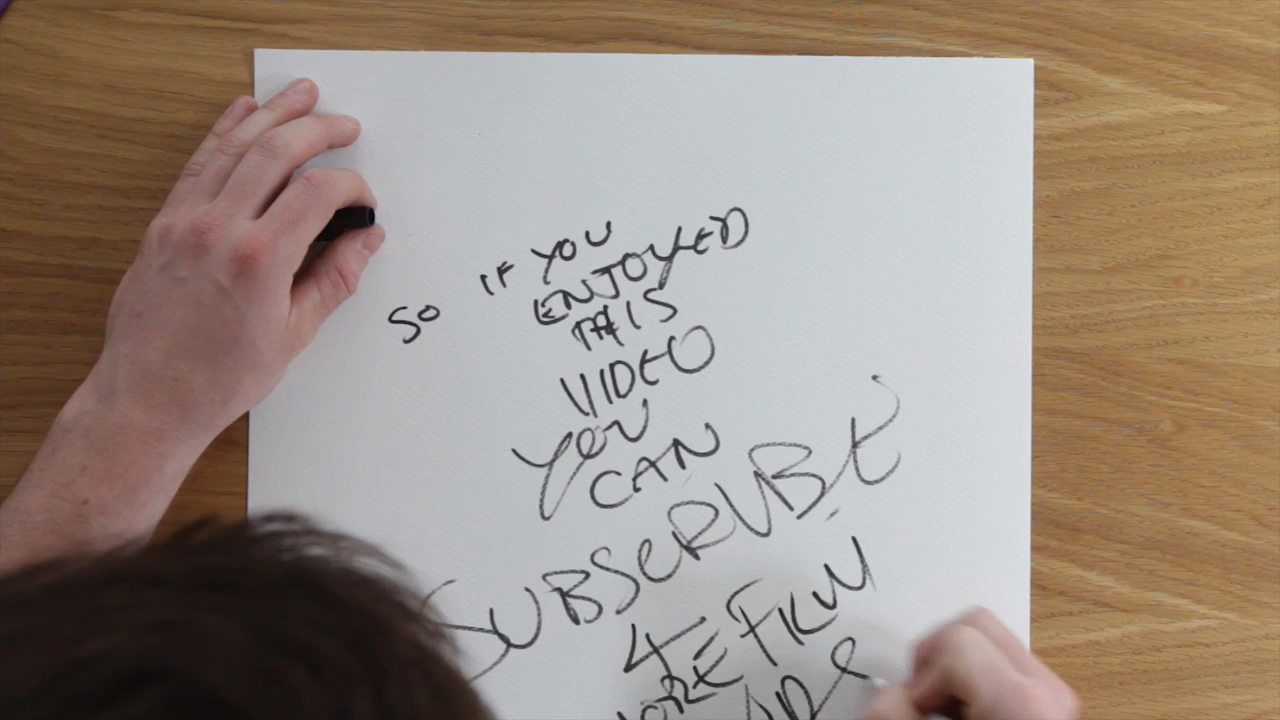 SO IF YOU
ENJOYED
THIS
VIDEO
YOU
CAN
SUBSCRIBE
4
MORE FILM